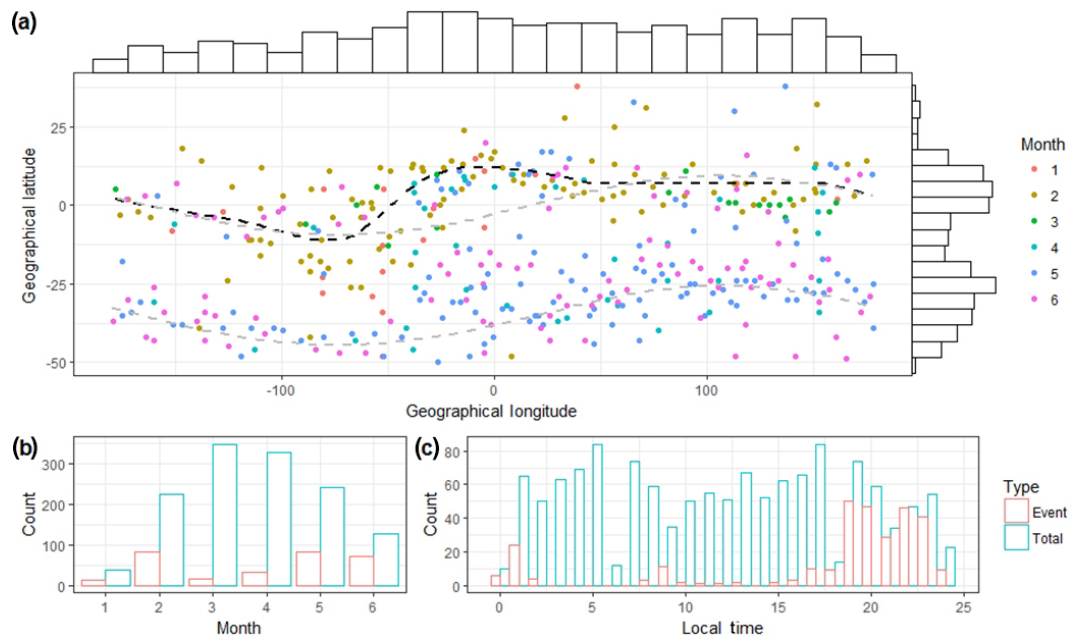 (a)
25
0
-25
-50
Geographical latitude
-100
0
100
Geographical longitude
Month
1
2
3
4
5
6
(b)
300
200
100
0
Count
1 2 3 4 5 6
Month
(c)
80
60
40
20
0
Count
0 5 10 15 20 25
Local time
Type
Event
Total